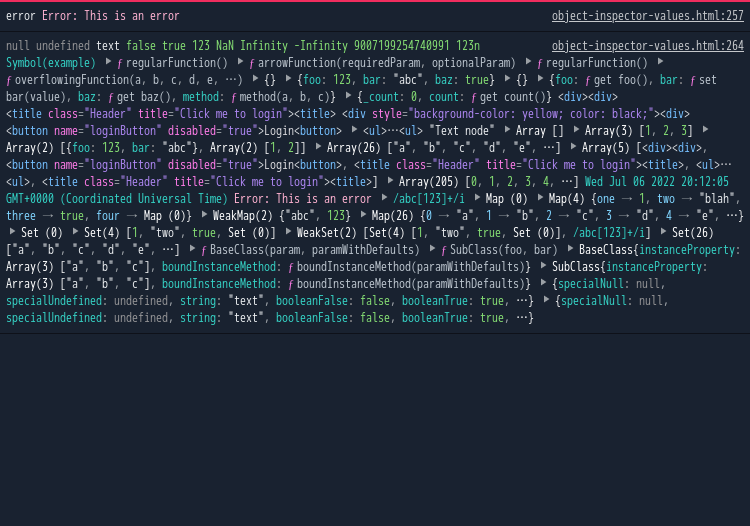 error Error: This is an error object-inspector-values.html:257
null undefined text false true 123 NaN Infinity -Infinity 9007199254740991 123n object-inspector-values.html:264
Symbol(example) ▶ ƒ regularFunction() ▶ ƒ arrowFunction(requiredParam, optionalParam) ▶ ƒ regularFunction() ▶
ƒ overflowingFunction(a, b, c, d, e, …) ▶ {} ▶ {foo: 123, bar: "abc", baz: true} ▶ {} ▶ {foo: ƒ get foo(), bar: ƒ set
bar(value), baz: ƒ get baz(), method: ƒ method(a, b, c)} ▶ {_count: 0, count: ƒ get count()} <div><div>
<title class="Header" title="Click me to login"><title> <div style="background-color: yellow; color: black;"><div>
<button name="loginButton" disabled="true">Login<button> ▶ <ul>⋯<ul> "Text node" ▶ Array [] ▶ Array(3) [1, 2, 3] ▶
Array(2) [{foo: 123, bar: "abc"}, Array(2) [1, 2]] ▶ Array(26) ["a", "b", "c", "d", "e", …] ▶ Array(5) [<div><div>,
<button name="loginButton" disabled="true">Login<button>, <title class="Header" title="Click me to login"><title>, <ul>⋯
<ul>, <title class="Header" title="Click me to login"><title>] ▶ Array(205) [0, 1, 2, 3, 4, …] Wed Jul 06 2022 20:12:05
GMT+0000 (Coordinated Universal Time) Error: This is an error ▶ /abc[123]+/i ▶ Map (0) ▶ Map(4) {one → 1, two → "blah",
three → true, four → Map (0)} ▶ WeakMap(2) {"abc", 123} ▶ Map(26) {0 → "a", 1 → "b", 2 → "c", 3 → "d", 4 → "e", …}
▶ Set (0) ▶ Set(4) [1, "two", true, Set (0)] ▶ WeakSet(2) [Set(4) [1, "two", true, Set (0)], /abc[123]+/i] ▶ Set(26)
["a", "b", "c", "d", "e", …] ▶ ƒ BaseClass(param, paramWithDefaults) ▶ ƒ SubClass(foo, bar) ▶ BaseClass{instanceProperty:
Array(3) ["a", "b", "c"], boundInstanceMethod: ƒ boundInstanceMethod(paramWithDefaults)} ▶ SubClass{instanceProperty:
Array(3) ["a", "b", "c"], boundInstanceMethod: ƒ boundInstanceMethod(paramWithDefaults)} ▶ {specialNull: null,
specialUndefined: undefined, string: "text", booleanFalse: false, booleanTrue: true, …} ▶ {specialNull: null,
specialUndefined: undefined, string: "text", booleanFalse: false, booleanTrue: true, …}